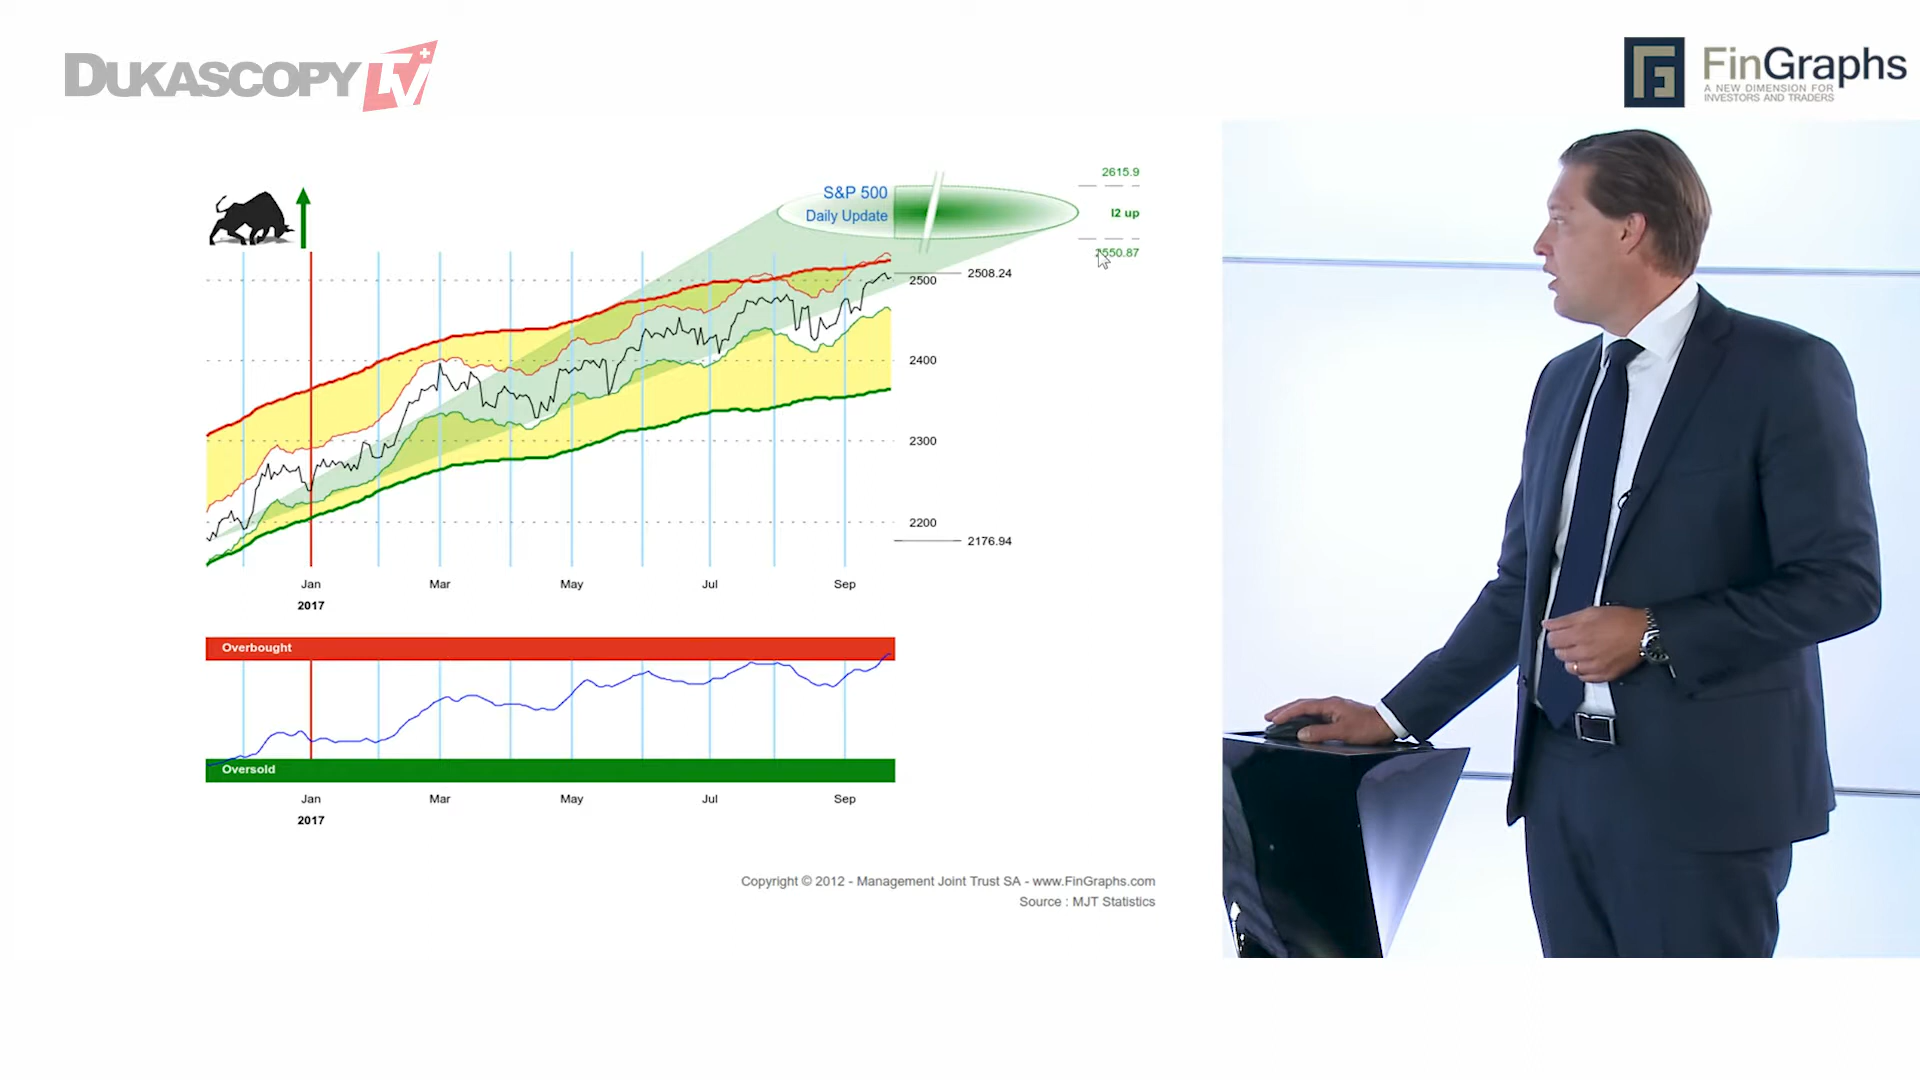 DUKASCOPY TV
FinGraphs
A NEW DIMENSION FOR
INVESTORS AND TRADERS
S&P 500
Daily Update
2615.9
I2 up
2550.87
2508.24
2500
2400
2300
2200
2176.94
Jan
Mar
May
Jul
Sep
2017
Overbought
Oversold
Jan
Mar
May
Jul
Sep
2017
Copyright © 2012 - Management Joint Trust SA - www.FinGraphs.com
Source : MJT Statistics